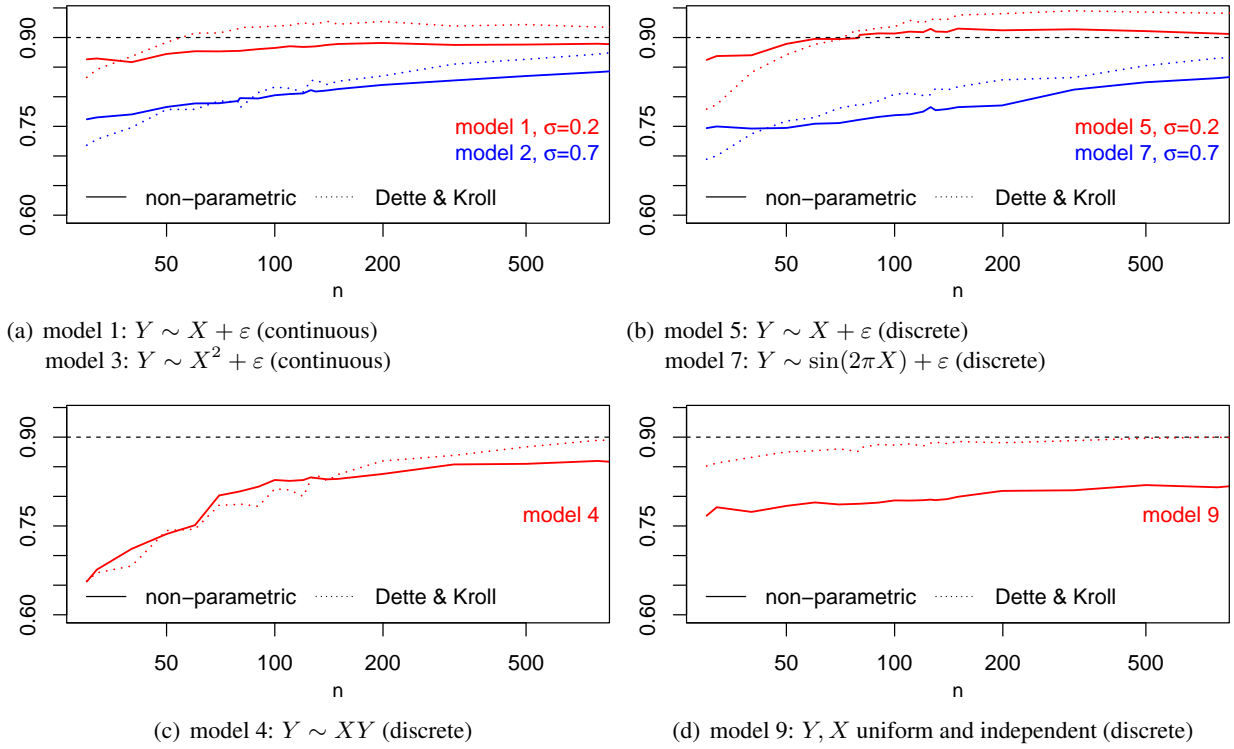 0.90
0.75
0.60
model 1, σ=0.2
model 2, σ=0.7
non−parametric
Dette & Kroll
50
100
200
500
n
(a) model 1: Y ∼ X + ε (continuous)
model 3: Y ∼ X² + ε (continuous)
0.90
0.75
0.60
model 5, σ=0.2
model 7, σ=0.7
non−parametric
Dette & Kroll
50
100
200
500
n
(b) model 5: Y ∼ X + ε (discrete)
model 7: Y ∼ sin(2πX) + ε (discrete)
0.90
0.75
0.60
model 4
non−parametric
Dette & Kroll
50
100
200
500
n
(c) model 4: Y ∼ XY (discrete)
0.90
0.75
0.60
model 9
non−parametric
Dette & Kroll
50
100
200
500
n
(d) model 9: Y, X uniform and independent (discrete)